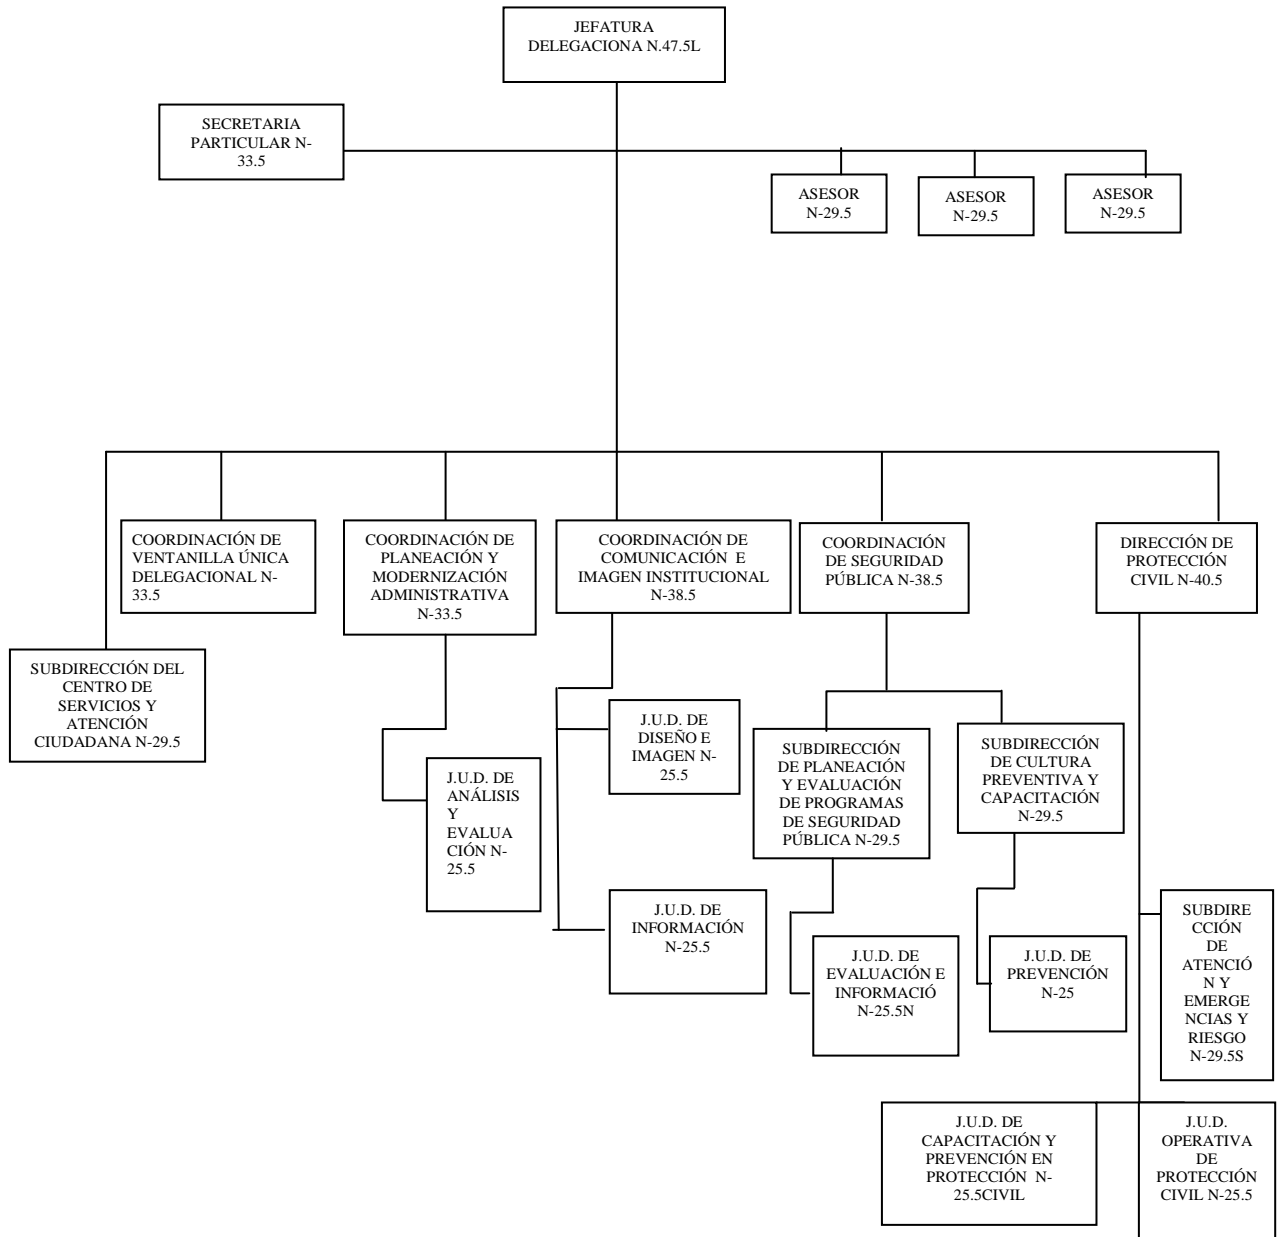 JEFATURA
DELEGACIONA N.47.5L
SECRETARIA
PARTICULAR N-
33.5
ASESOR
N-29.5
ASESOR
N-29.5
ASESOR
N-29.5
COORDINACIÓN DE
VENTANILLA ÚNICA
DELEGACIONAL N-
33.5
COORDINACIÓN DE
PLANEACIÓN Y
MODERNIZACIÓN
ADMINISTRATIVA
N-33.5
COORDINACIÓN DE
COMUNICACIÓN E
IMAGEN INSTITUCIONAL
N-38.5
COORDINACIÓN
DE SEGURIDAD
PÚBLICA N-38.5
DIRECCIÓN DE
PROTECCIÓN
CIVIL N-40.5
SUBDIRECCIÓN DEL
CENTRO DE
SERVICIOS Y
ATENCIÓN
CIUDADANA N-29.5
J.U.D. DE
ANÁLISIS
Y
EVALUA
CIÓN N-
25.5
J.U.D. DE
DISEÑO E
IMAGEN N-
25.5
J.U.D. DE
INFORMACIÓN
N-25.5
SUBDIRECCIÓN
DE PLANEACIÓN
Y EVALUACIÓN
DE PROGRAMAS
DE SEGURIDAD
PÚBLICA N-29.5
SUBDIRECCIÓN
DE CULTURA
PREVENTIVA Y
CAPACITACIÓN
N-29.5
J.U.D. DE
EVALUACIÓN E
INFORMACIÓ
N-25.5N
J.U.D. DE
PREVENCIÓN
N-25
SUBDIRE
CCIÓN
DE
ATENCIÓ
N Y
EMERGE
NCIAS Y
RIESGO
N-29.5S
J.U.D. DE
CAPACITACIÓN Y
PREVENCIÓN EN
PROTECCIÓN N-
25.5CIVIL
J.U.D.
OPERATIVA
DE
PROTECCIÓN
CIVIL N-25.5